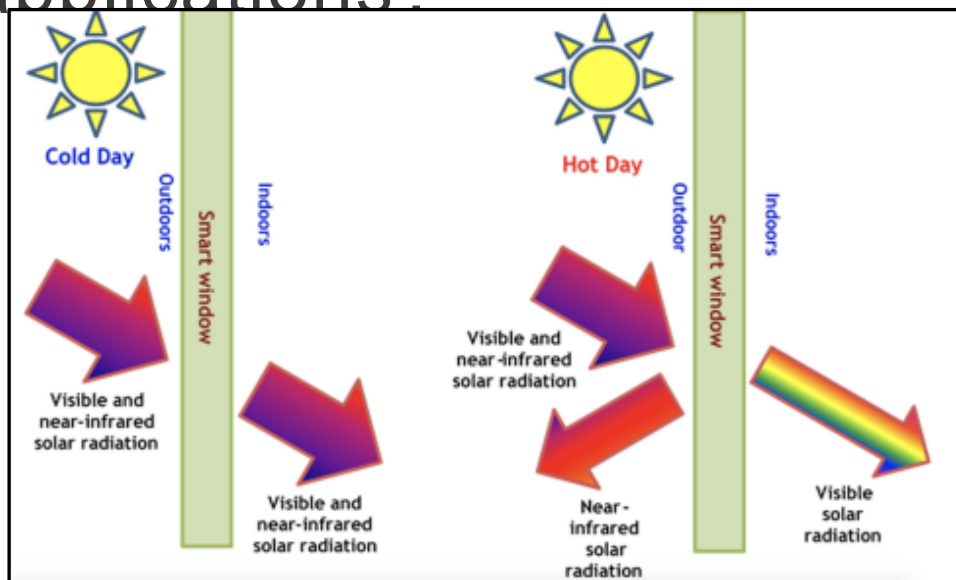 Cold Day
Outdoors
Smart window
Indoors
Visible and
near-infrared
solar radiation
Visible and
near-infrared
solar radiation
Hot Day
Outdoor
Smart window
Indoors
Visible and
near-infrared
solar radiation
Near-
infrared
solar
radiation
Visible
solar
radiation